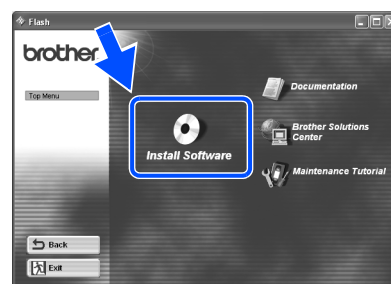 Flash
brother
Top Menu
Install Software
Documentation
Brother Solutions
Center
Maintenance Tutorial
Back
Exit